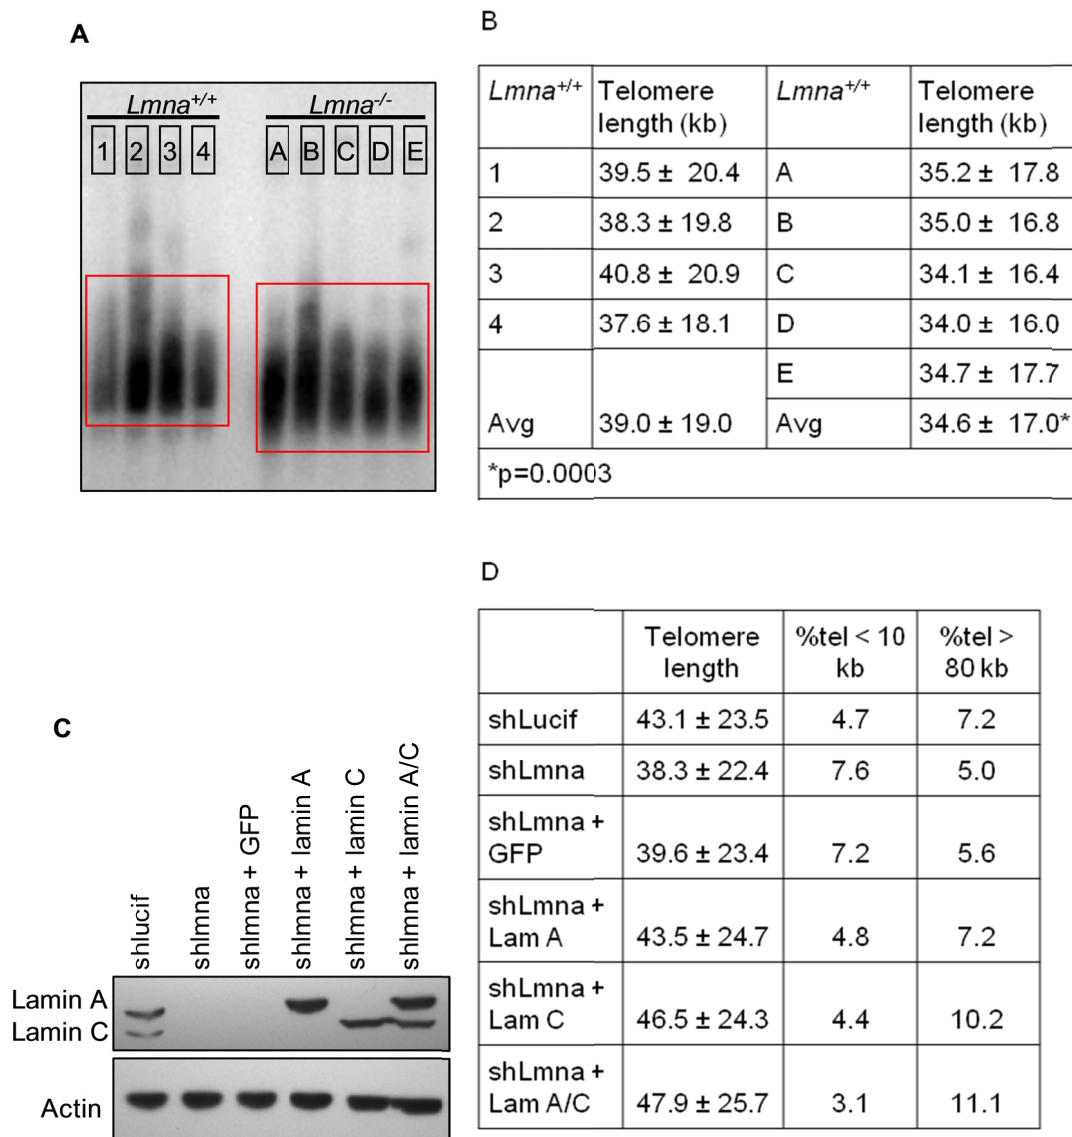 A
Lmna+/+ Lmna-/-
1 2 3 4 A B C D E
B
Lmna+/+ Telomere length (kb) Lmna+/+ Telomere length (kb)
1 39.5 ± 20.4 A 35.2 ± 17.8
2 38.3 ± 19.8 B 35.0 ± 16.8
3 40.8 ± 20.9 C 34.1 ± 16.4
4 37.6 ± 18.1 D 34.0 ± 16.0
E 34.7 ± 17.7
Avg 39.0 ± 19.0 Avg 34.6 ± 17.0*
*p=0.0003
C
shlucif
shlmna
shlmna + GFP
shlmna + lamin A
shlmna + lamin C
shlmna + lamin A/C
Lamin A
Lamin C
Actin
D
Telomere length %tel < 10 kb %tel > 80 kb
shLucif 43.1 ± 23.5 4.7 7.2
shLmna 38.3 ± 22.4 7.6 5.0
shLmna +
GFP 39.6 ± 23.4 7.2 5.6
shLmna +
Lam A 43.5 ± 24.7 4.8 7.2
shLmna +
Lam C 46.5 ± 24.3 4.4 10.2
shLmna +
Lam A/C 47.9 ± 25.7 3.1 11.1